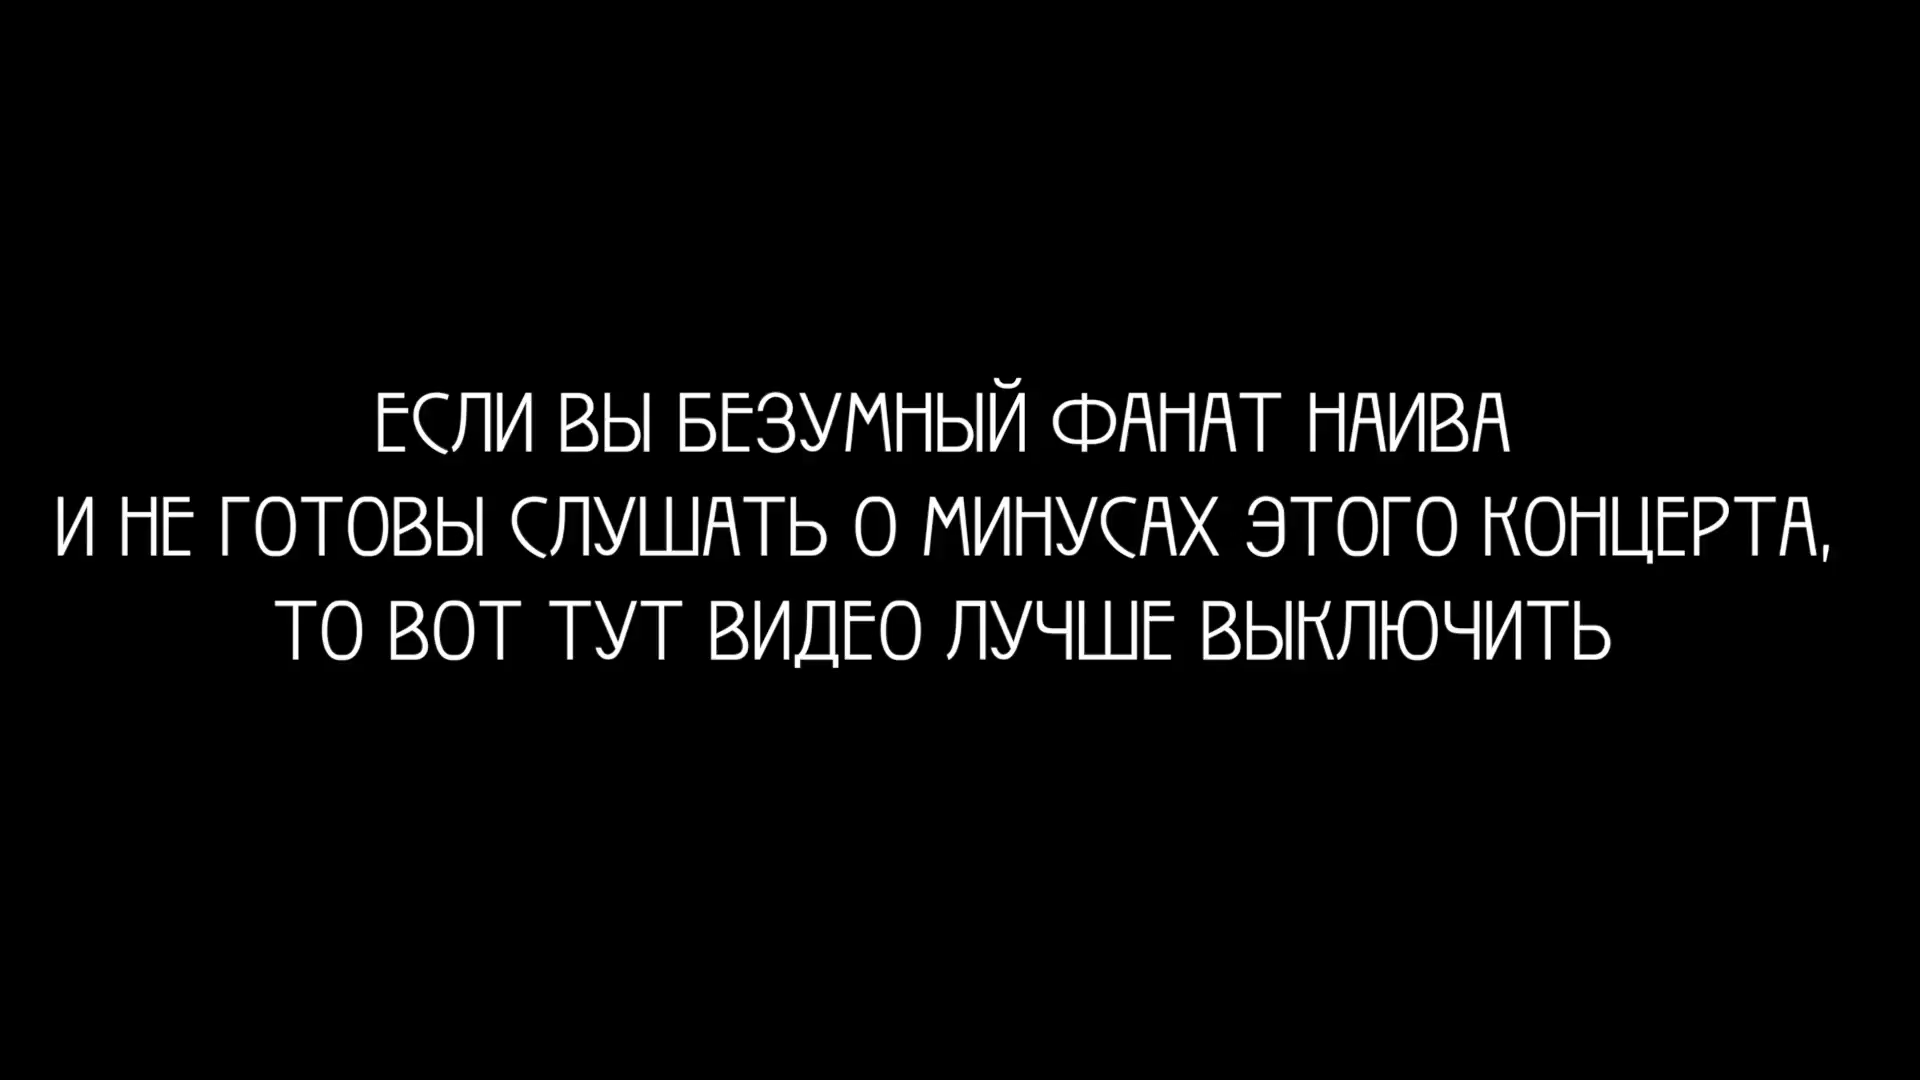 ЕСЛИ ВЫ БЕЗУМНЫЙ ФАНАТ НАИВА
И НЕ ГОТОВЫ СЛУШАТЬ О МИНУСАХ ЭТОГО КОНЦЕРТА,
ТО ВОТ ТУТ ВИДЕО ЛУЧШЕ ВЫКЛЮЧИТЬ